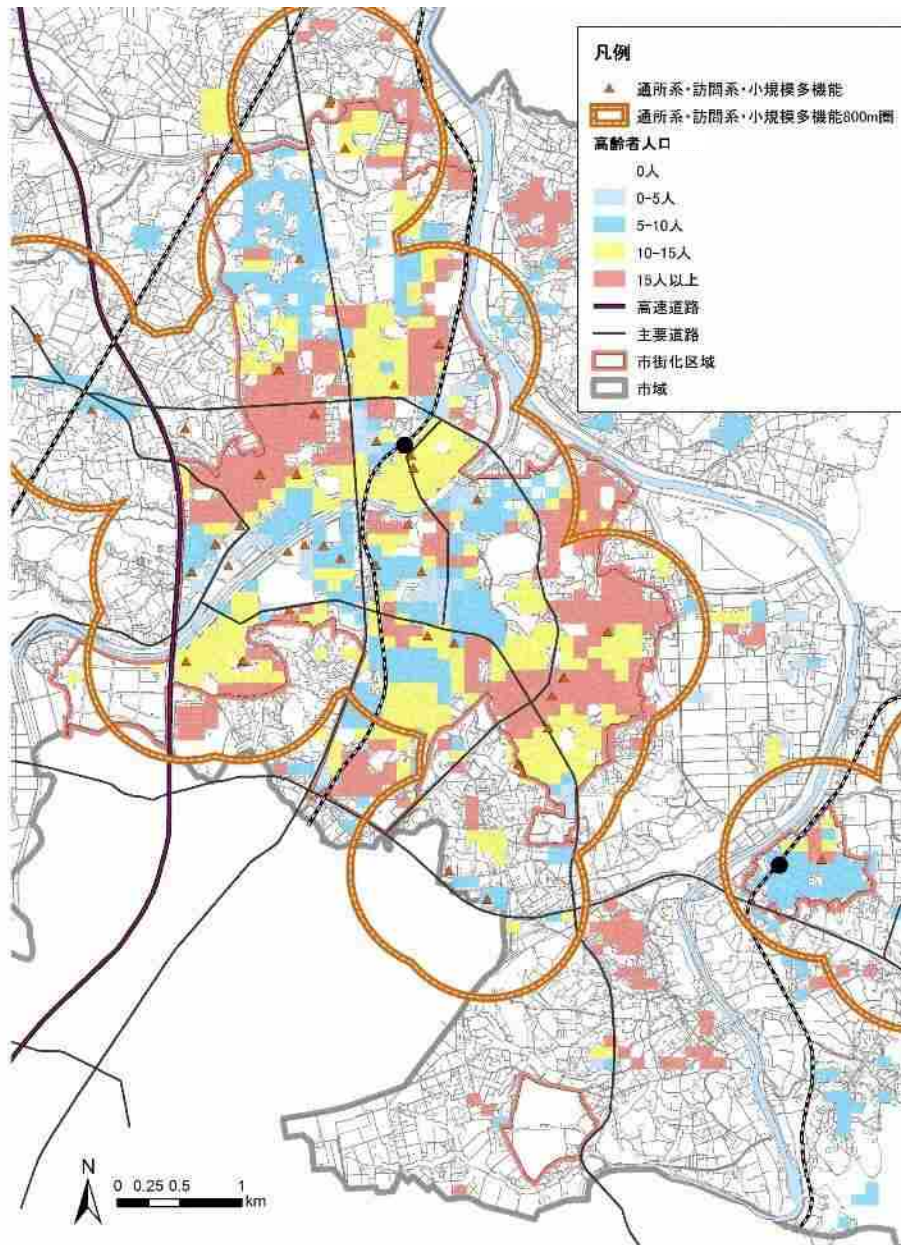 凡例
通所系・訪問系・小規模多機能
通所系・訪問系・小規模多機能800m圏
高齢者人口
0人
0-5人
5-10人
10-15人
15人以上
高速道路
主要道路
市街化区域
市域
N
0 0.25 0.5 1
km